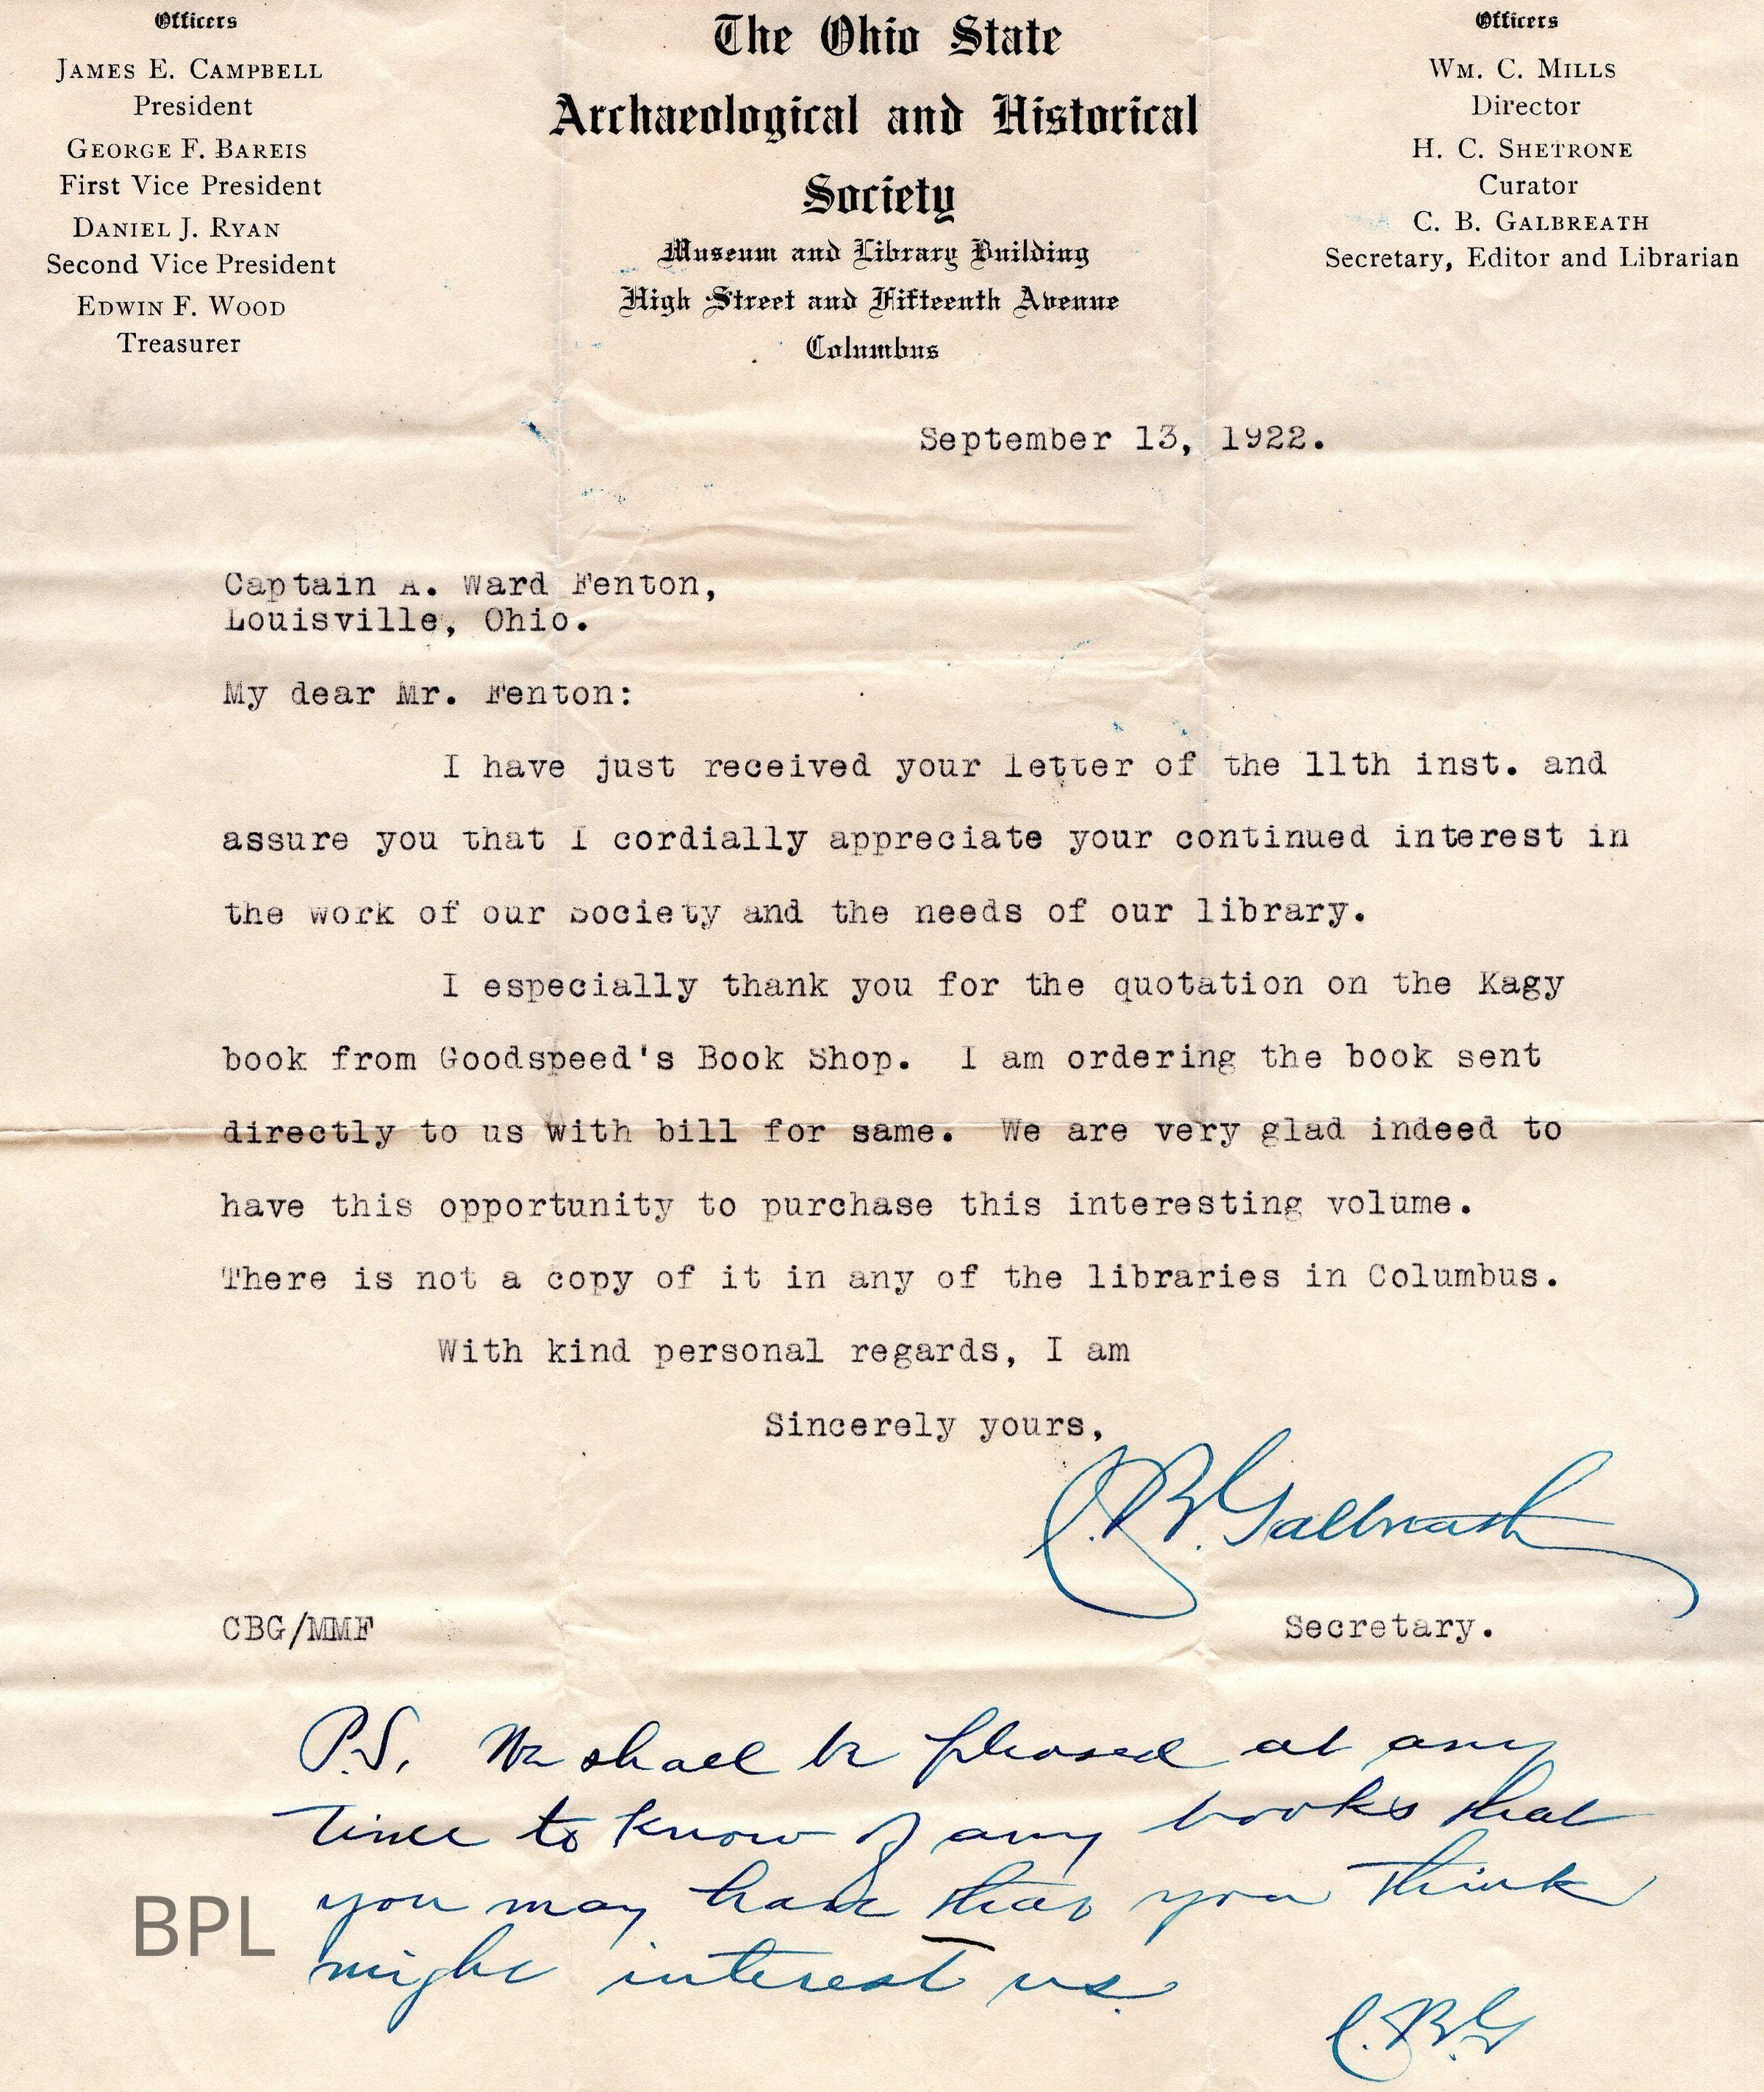 Officers
JAMES E. CAMPBELL
President
GEORGE F. BAREIS
First Vice President
DANIEL J. RYAN
Second Vice President
EDWIN F. WOOD
Treasurer
The Ohio State
Archaeological and Historical
Society
Museum and Library Building
High Street and Fifteenth Avenue
Columbus
Officers
WM. C. MILLS
Director
H. C. SHETRONE
Curator
C. B. GALBREATH
Secretary, Editor and Librarian
September 13, 1922.
Captain A. Ward Fenton,
Louisville, Ohio.
My dear Mr. Fenton:
I have just received your letter of the 11th inst. and
assure you that I cordially appreciate your continued interest in
the work of our Society and the needs of our library.
I especially thank you for the quotation on the Kagy
book from Goodspeed's Book Shop. I am ordering the book sent
directly to us with bill for same. We are very glad indeed to
have this opportunity to purchase this interesting volume.
There is not a copy of it in any of the libraries in Columbus.
With kind personal regards, I am
Sincerely yours,
C. B. Galbreath
CBG/MMF
Secretary.
P.S. We shall be pleased at any
time to know of any books that
you may have that you think
might interest us.
C.B.G
BPL